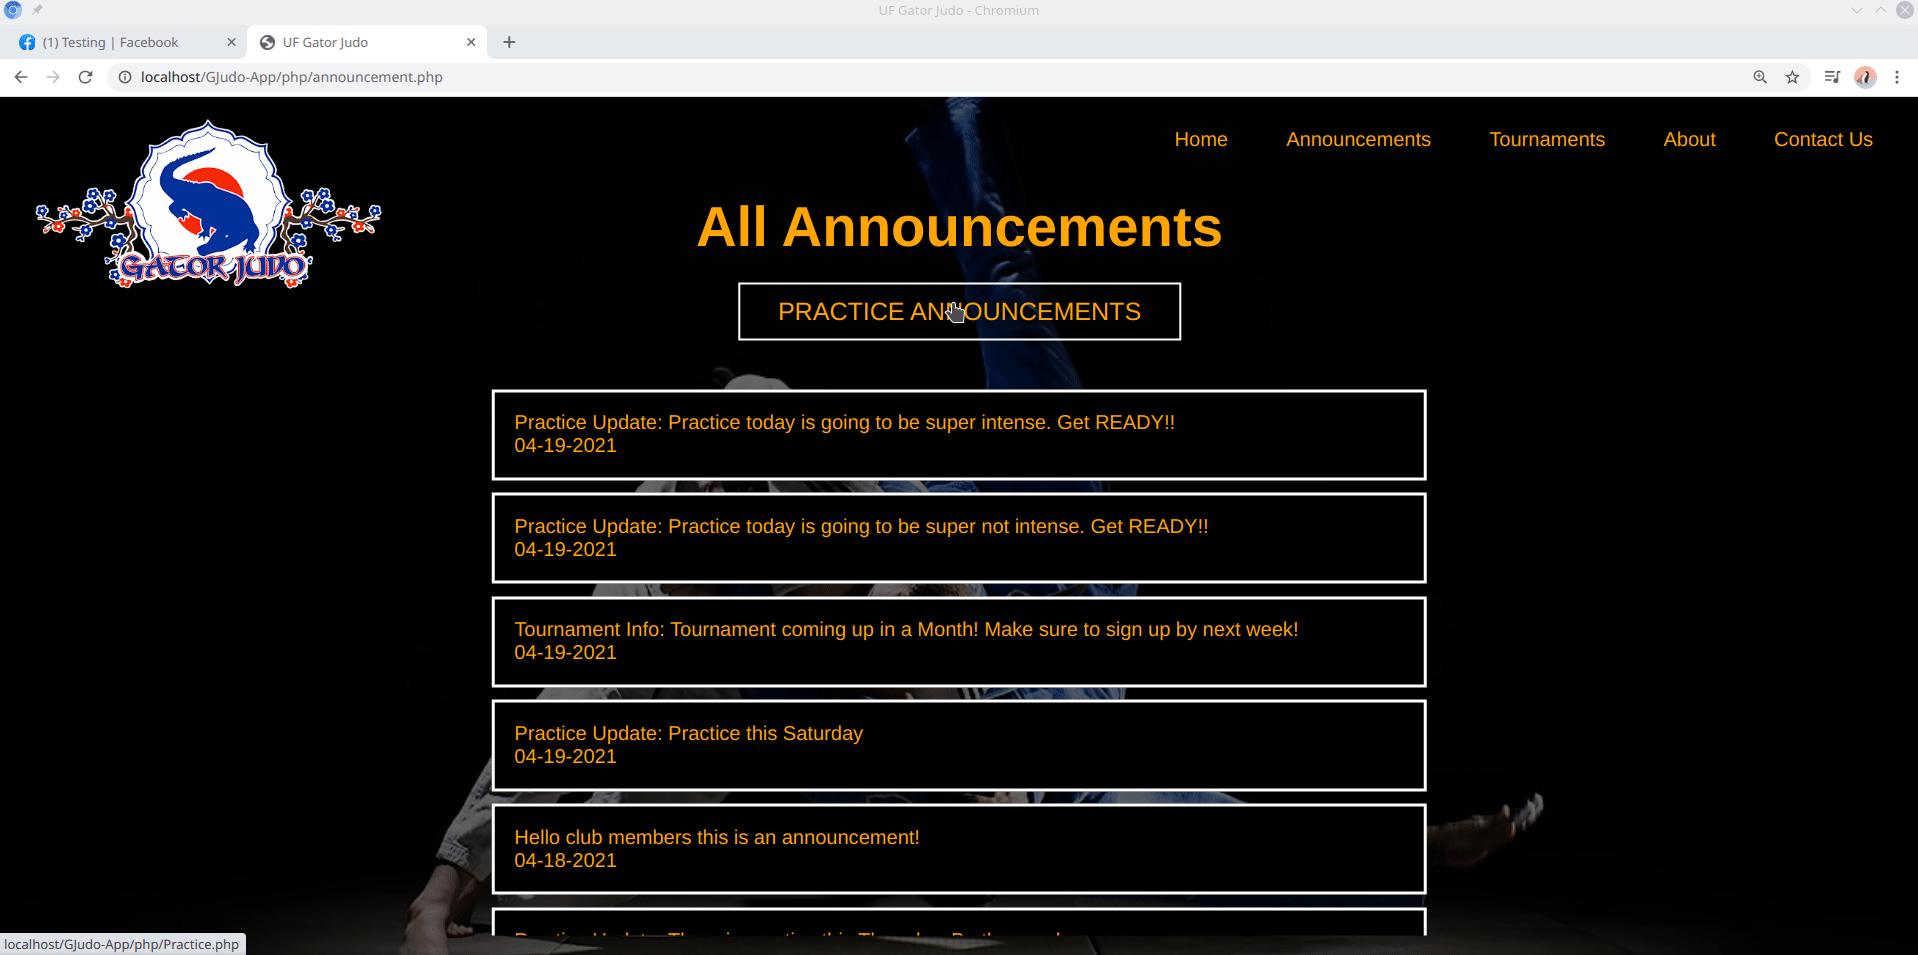 UF Gator Judo - Chromium
(1) Testing | Facebook
UF Gator Judo
localhost/GJudo-App/php/announcement.php
Home Announcements Tournaments About Contact Us
GATOR JUDO
All Announcements
PRACTICE ANNOUNCEMENTS
Practice Update: Practice today is going to be super intense. Get READY!!
04-19-2021
Practice Update: Practice today is going to be super not intense. Get READY!!
04-19-2021
Tournament Info: Tournament coming up in a Month! Make sure to sign up by next week!
04-19-2021
Practice Update: Practice this Saturday
04-19-2021
Hello club members this is an announcement!
04-18-2021
Practice Update:
localhost/GJudo-App/php/Practice.php